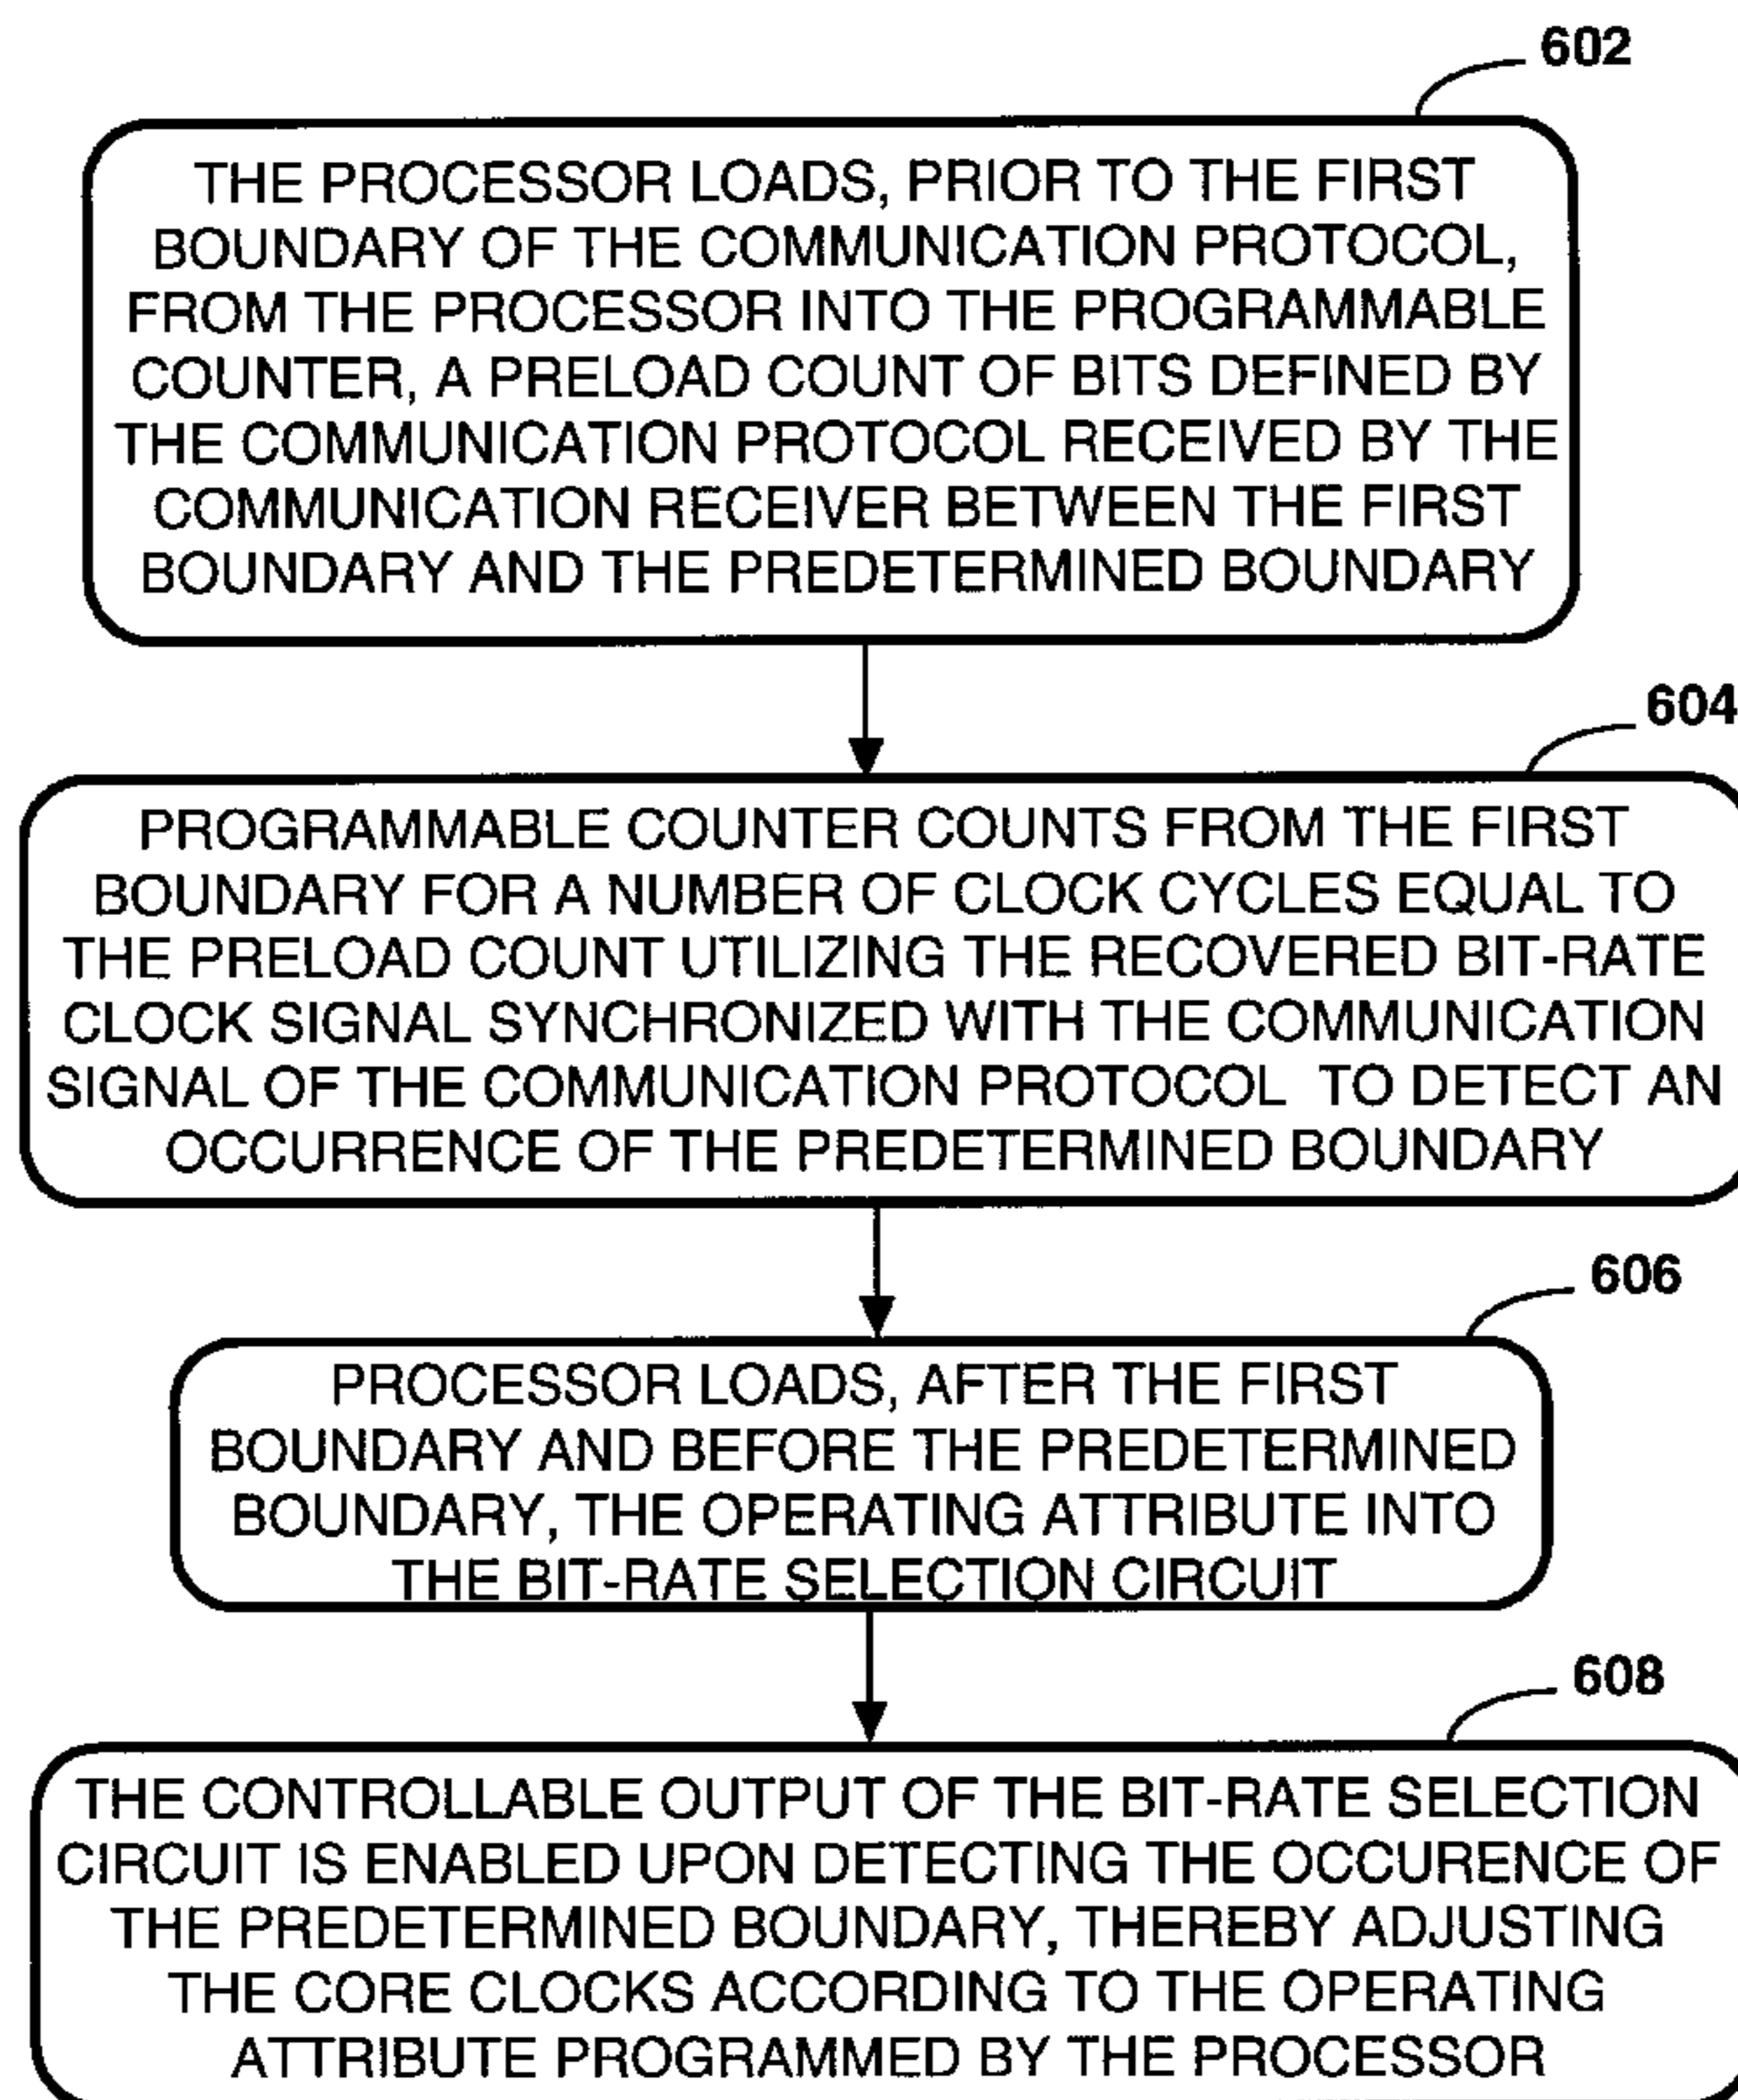 602
THE PROCESSOR LOADS, PRIOR TO THE FIRST
BOUNDARY OF THE COMMUNICATION PROTOCOL,
FROM THE PROCESSOR INTO THE PROGRAMMABLE
COUNTER, A PRELOAD COUNT OF BITS DEFINED BY
THE COMMUNICATION PROTOCOL RECEIVED BY THE
COMMUNICATION RECEIVER BETWEEN THE FIRST
BOUNDARY AND THE PREDETERMINED BOUNDARY
604
PROGRAMMABLE COUNTER COUNTS FROM THE FIRST
BOUNDARY FOR A NUMBER OF CLOCK CYCLES EQUAL TO
THE PRELOAD COUNT UTILIZING THE RECOVERED BIT-RATE
CLOCK SIGNAL SYNCHRONIZED WITH THE COMMUNICATION
SIGNAL OF THE COMMUNICATION PROTOCOL TO DETECT AN
OCCURRENCE OF THE PREDETERMINED BOUNDARY
606
PROCESSOR LOADS, AFTER THE FIRST
BOUNDARY AND BEFORE THE PREDETERMINED
BOUNDARY, THE OPERATING ATTRIBUTE INTO
THE BIT-RATE SELECTION CIRCUIT
608
THE CONTROLLABLE OUTPUT OF THE BIT-RATE SELECTION
CIRCUIT IS ENABLED UPON DETECTING THE OCCURENCE OF
THE PREDETERMINED BOUNDARY, THEREBY ADJUSTING
THE CORE CLOCKS ACCORDING TO THE OPERATING
ATTRIBUTE PROGRAMMED BY THE PROCESSOR